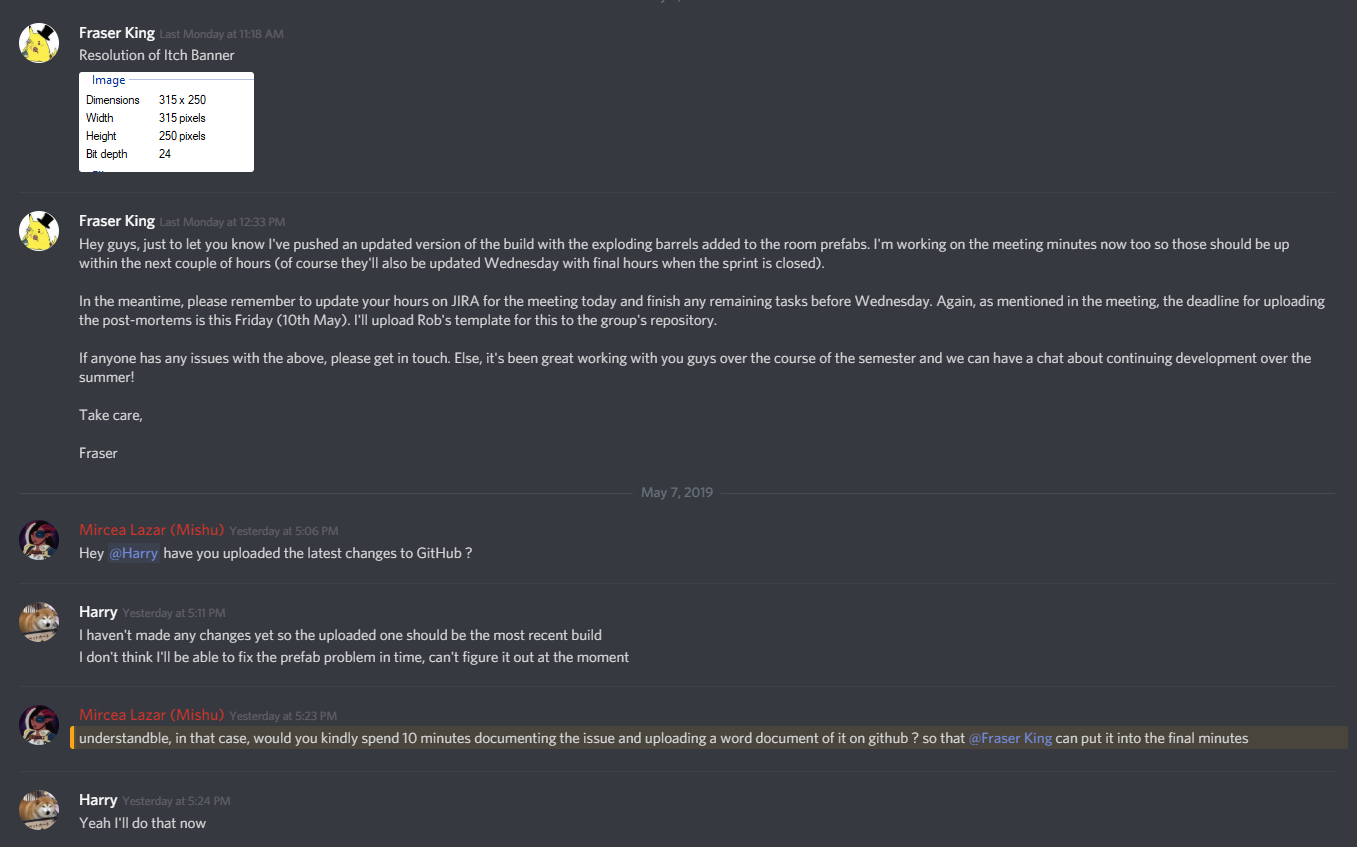 Fraser King Last Monday at 11:18 AM
Resolution of Itch Banner
Image
Dimensions 315 x 250
Width 315 pixels
Height 250 pixels
Bit depth 24
Fraser King Last Monday at 12:33 PM
Hey guys, just to let you know I've pushed an updated version of the build with the exploding barrels added to the room prefabs. I'm working on the meeting minutes now too so those should be up
within the next couple of hours (of course they'll also be updated Wednesday with final hours when the sprint is closed).
In the meantime, please remember to update your hours on JIRA for the meeting today and finish any remaining tasks before Wednesday. Again, as mentioned in the meeting, the deadline for uploading
the post-mortems is this Friday (10th May). I'll upload Rob's template for this to the group's repository.
If anyone has any issues with the above, please get in touch. Else, it's been great working with you guys over the course of the semester and we can have a chat about continuing development over the
summer!
Take care,
Fraser
May 7, 2019
Mircea Lazar (Mishu) Yesterday at 5:06 PM
Hey @Harry have you uploaded the latest changes to GitHub ?
Harry Yesterday at 5:11 PM
I haven't made any changes yet so the uploaded one should be the most recent build
I don't think I'll be able to fix the prefab problem in time, can't figure it out at the moment
Mircea Lazar (Mishu) Yesterday at 5:23 PM
understandble, in that case, would you kindly spend 10 minutes documenting the issue and uploading a word document of it on github ? so that @Fraser King can put it into the final minutes
Harry Yesterday at 5:24 PM
Yeah I'll do that now